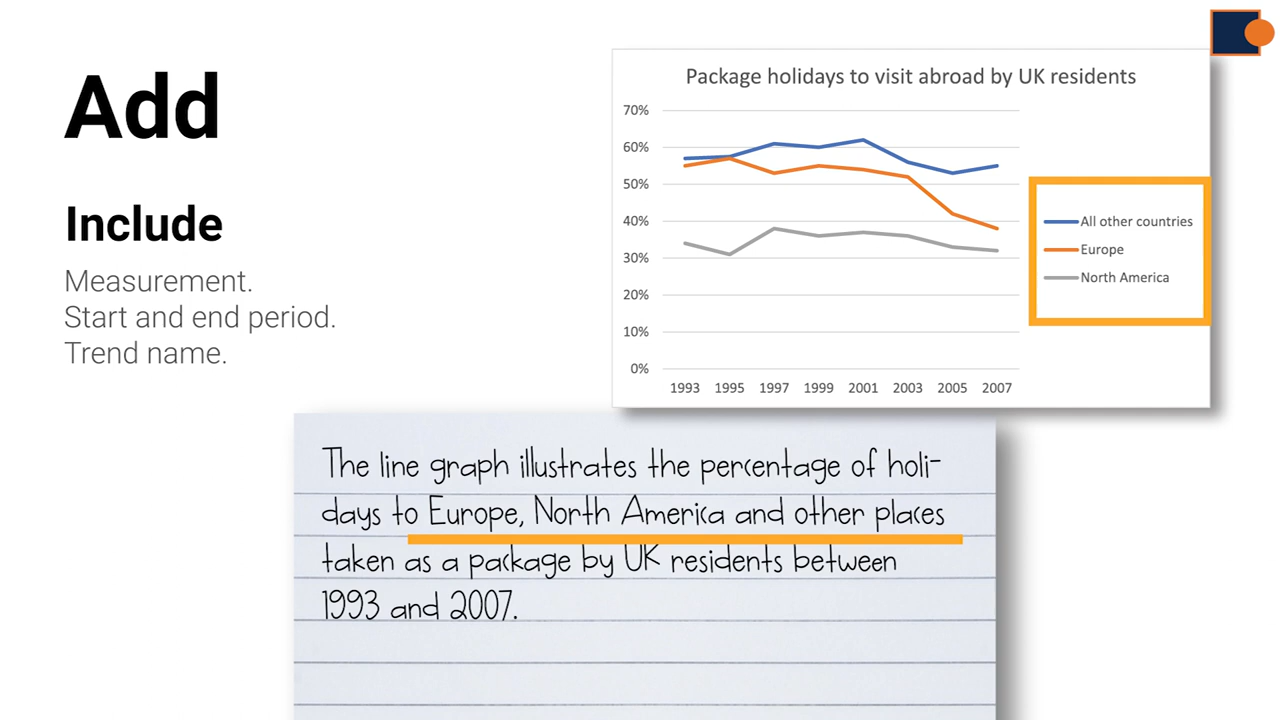 Add
Include
Measurement.
Start and end period.
Trend name.
Package holidays to visit abroad by UK residents
70%
60%
50%
40%
30%
20%
10%
0%
1993 1995 1997 1999 2001 2003 2005 2007
All other countries
Europe
North America
The line graph illustrates the percentage of holi-
days to Europe, North America and other places
taken as a package by UK residents between
1993 and 2007.